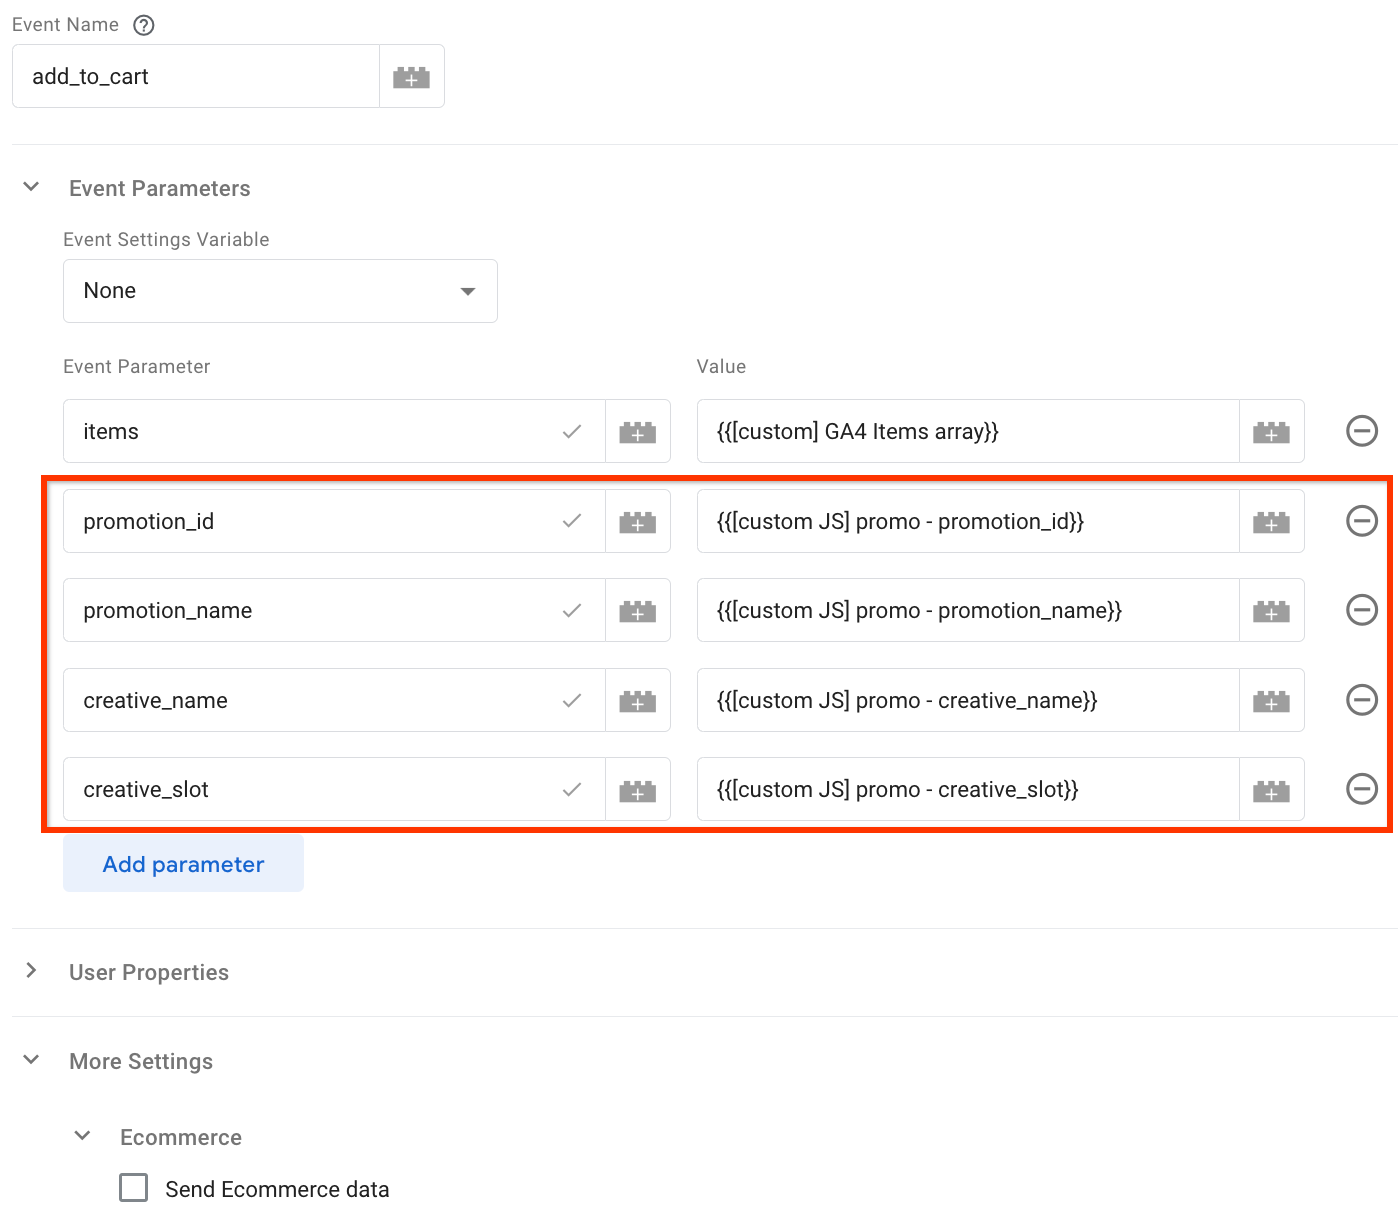 Event Name
add_to_cart
Event Parameters
Event Settings Variable
None
Event Parameter Value
items {{[custom] GA4 Items array}}
promotion_id {{[custom JS] promo - promotion_id}}
promotion_name {{[custom JS] promo - promotion_name}}
creative_name {{[custom JS] promo - creative_name}}
creative_slot {{[custom JS] promo - creative_slot}}
Add parameter
User Properties
More Settings
Ecommerce
Send Ecommerce data